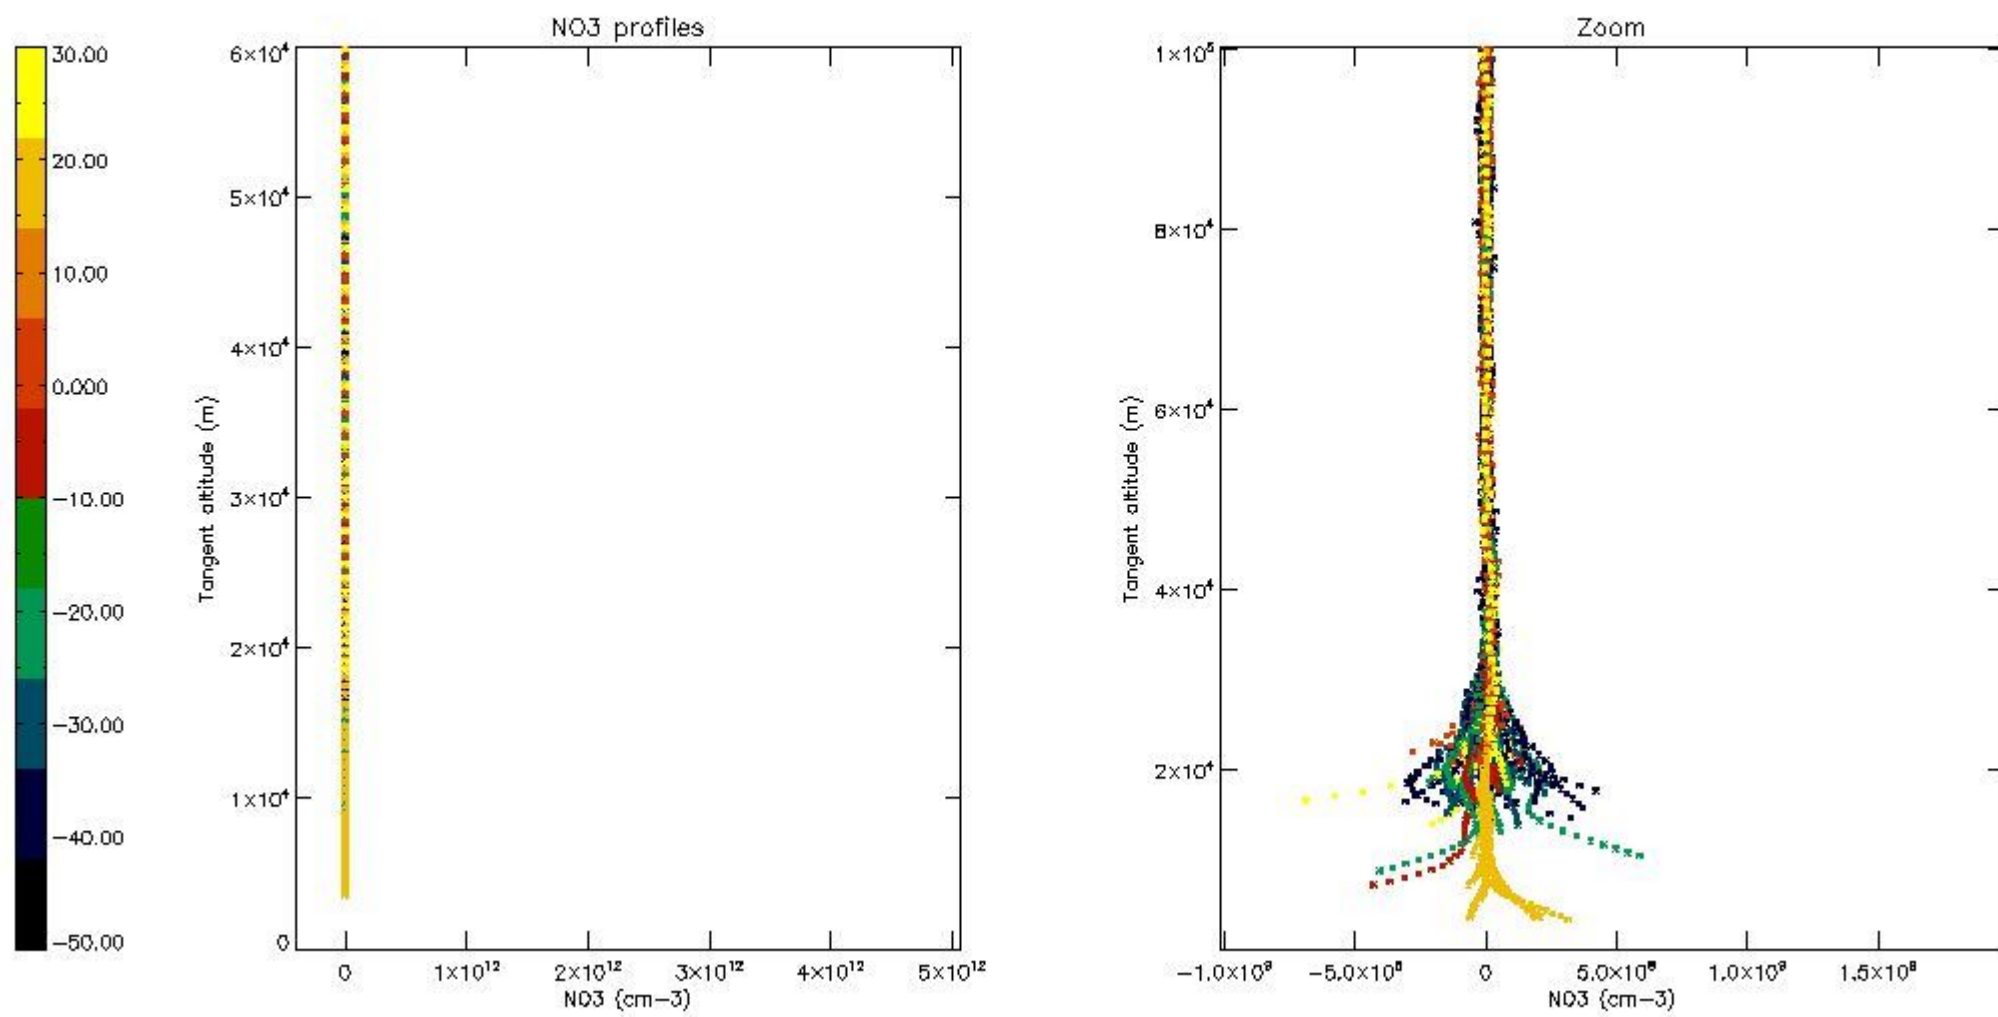 NO3 profiles
Zoom
30.00
20.00
10.00
0.000
−10.00
−20.00
−30.00
−40.00
−50.00
6×10⁴
5×10⁴
4×10⁴
3×10⁴
2×10⁴
1×10⁴
0
Tangent altitude (m)
0 1×10¹² 2×10¹² 3×10¹² 4×10¹² 5×10¹²
NO3 (cm−3)
1×10⁵
8×10⁴
6×10⁴
4×10⁴
2×10⁴
Tangent altitude (m)
−1.0×10⁹ −5.0×10⁸ 0 5.0×10⁸ 1.0×10⁹ 1.5×10⁹
NO3 (cm−3)